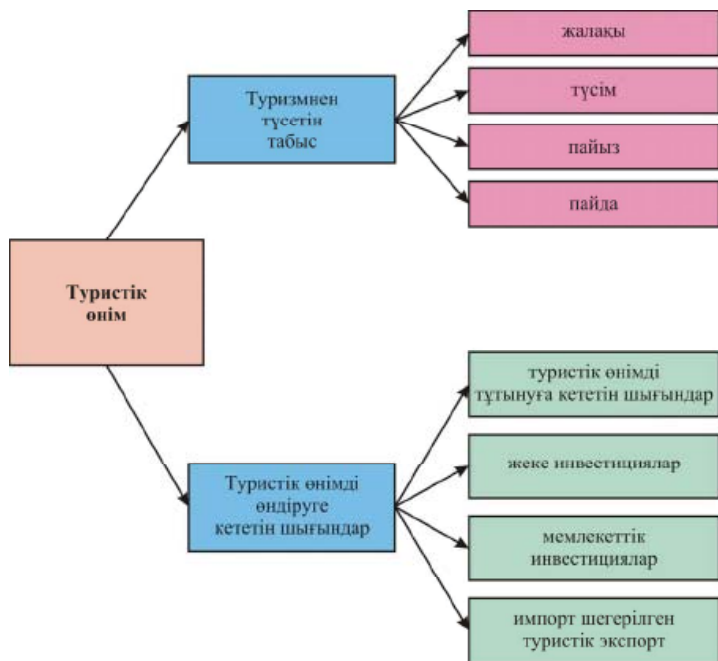 Туристік
өнім
Туризмнен
түсетін
табыс
жалақы
түсім
пайыз
пайда
Туристік өнімді
өндіруге
кететін шығындар
туристік өнімді
тұтынуға кететін шығындар
жеке инвестициялар
мемлекеттік
инвестициялар
импорт шегерілген
туристік экспорт